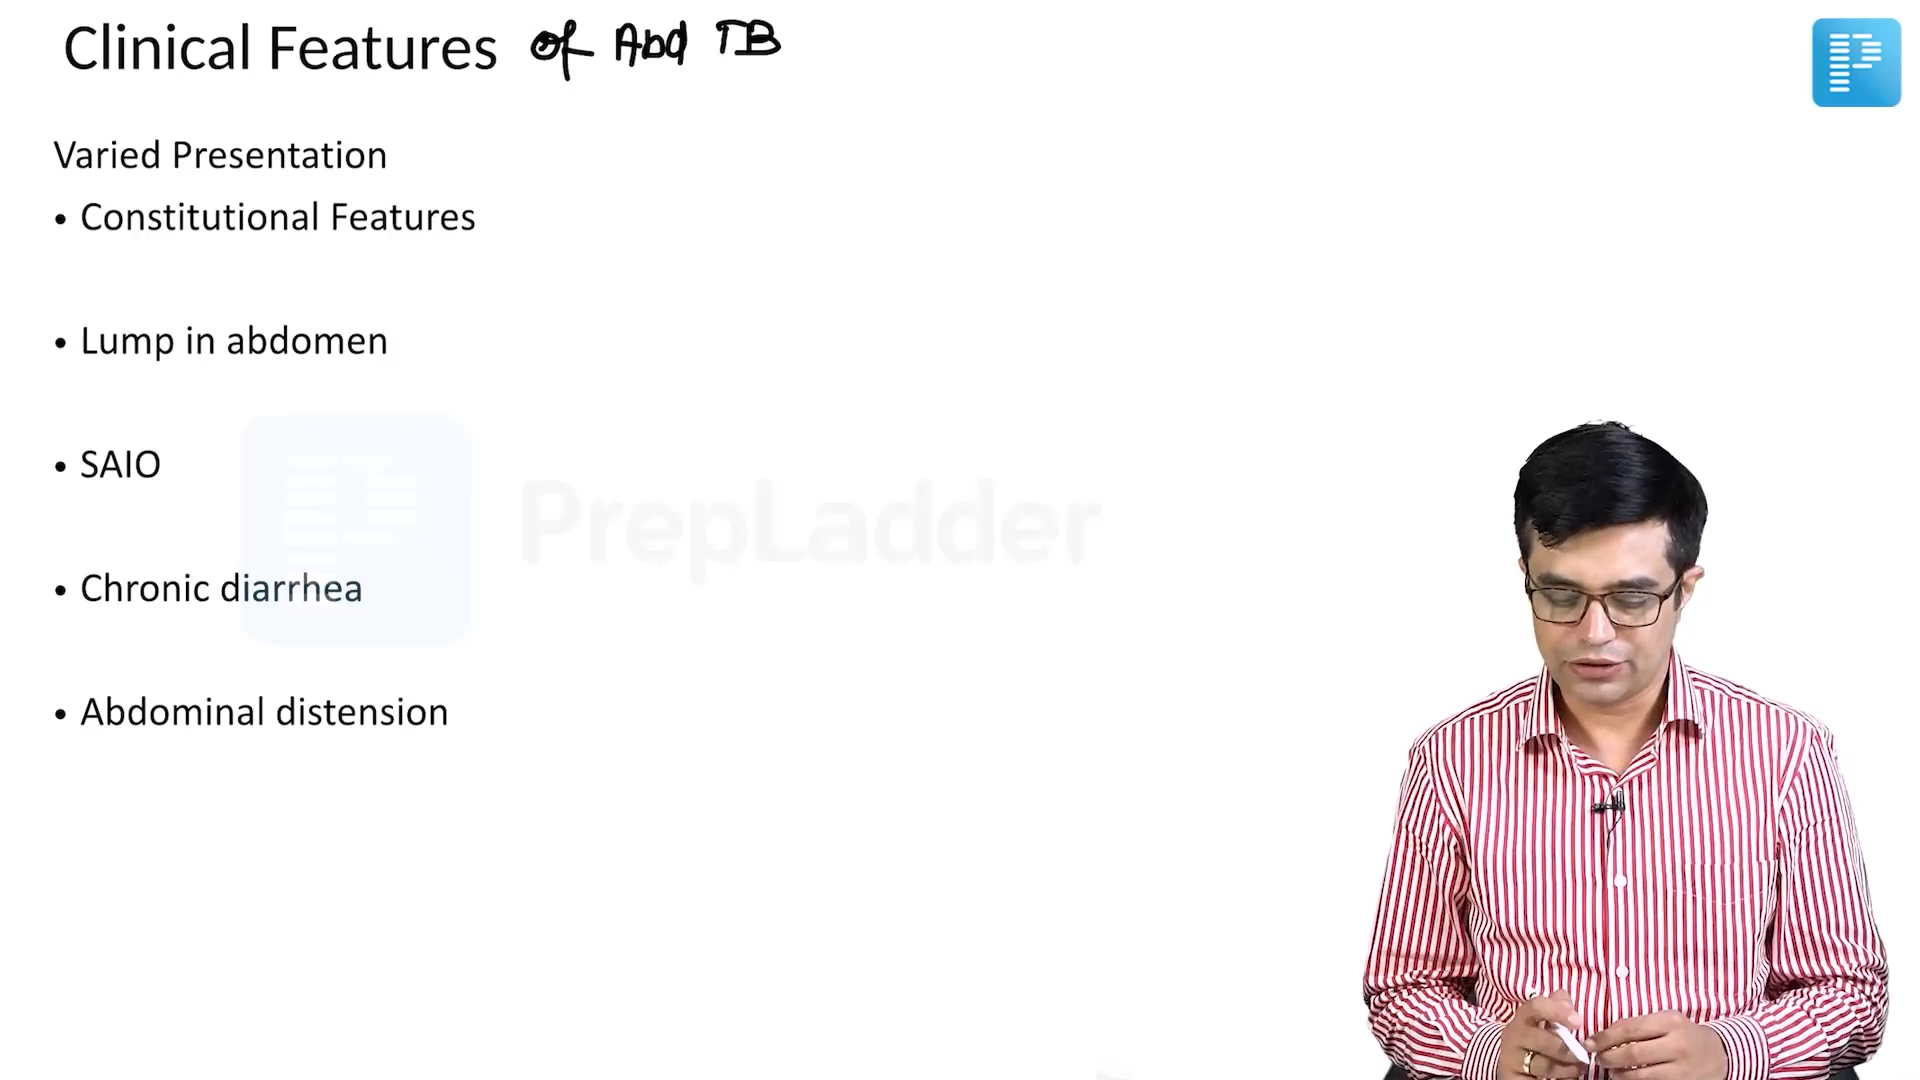 Clinical Features of Abd TB
Varied Presentation
• Constitutional Features
• Lump in abdomen
• SAIO
• Chronic diarrhea
• Abdominal distension
PrepLadder